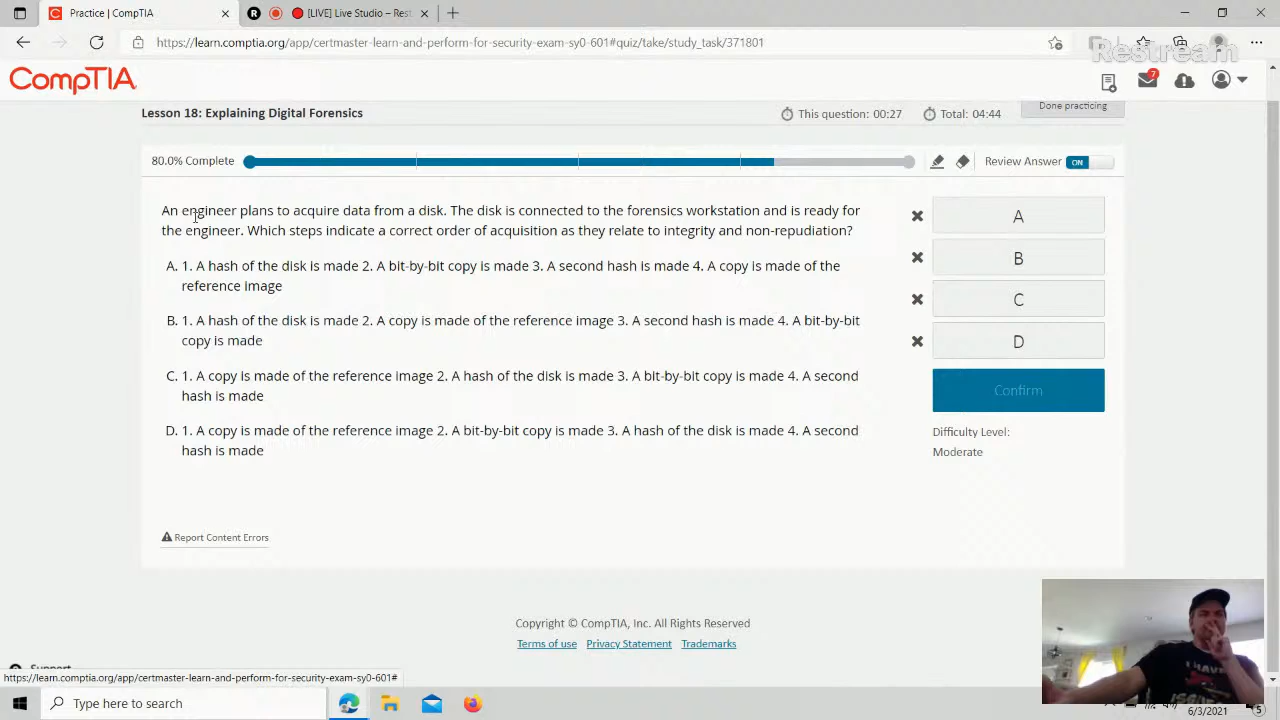 Practice | CompTIA
R
[LIVE] Live Studio – Rest
https://learn.comptia.org/app/certmaster-learn-and-perform-for-security-exam-sy0-601#quiz/take/study_task/371801
Restream
CompTIA
7
Lesson 18: Explaining Digital Forensics
This question: 00:27
Total: 04:44
Done practicing
80.0% Complete
Review Answer
ON
An engineer plans to acquire data from a disk. The disk is connected to the forensics workstation and is ready for
the engineer. Which steps indicate a correct order of acquisition as they relate to integrity and non-repudiation?
A. 1. A hash of the disk is made 2. A bit-by-bit copy is made 3. A second hash is made 4. A copy is made of the
reference image
B. 1. A hash of the disk is made 2. A copy is made of the reference image 3. A second hash is made 4. A bit-by-bit
copy is made
C. 1. A copy is made of the reference image 2. A hash of the disk is made 3. A bit-by-bit copy is made 4. A second
hash is made
D. 1. A copy is made of the reference image 2. A bit-by-bit copy is made 3. A hash of the disk is made 4. A second
hash is made
A
B
C
D
Confirm
Difficulty Level:
Moderate
Report Content Errors
Copyright © CompTIA, Inc. All Rights Reserved
Terms of use
Privacy Statement
Trademarks
Support
https://learn.comptia.org/app/certmaster-learn-and-perform-for-security-exam-sy0-601#
Type here to search
I HAVE
6/3/2021
5